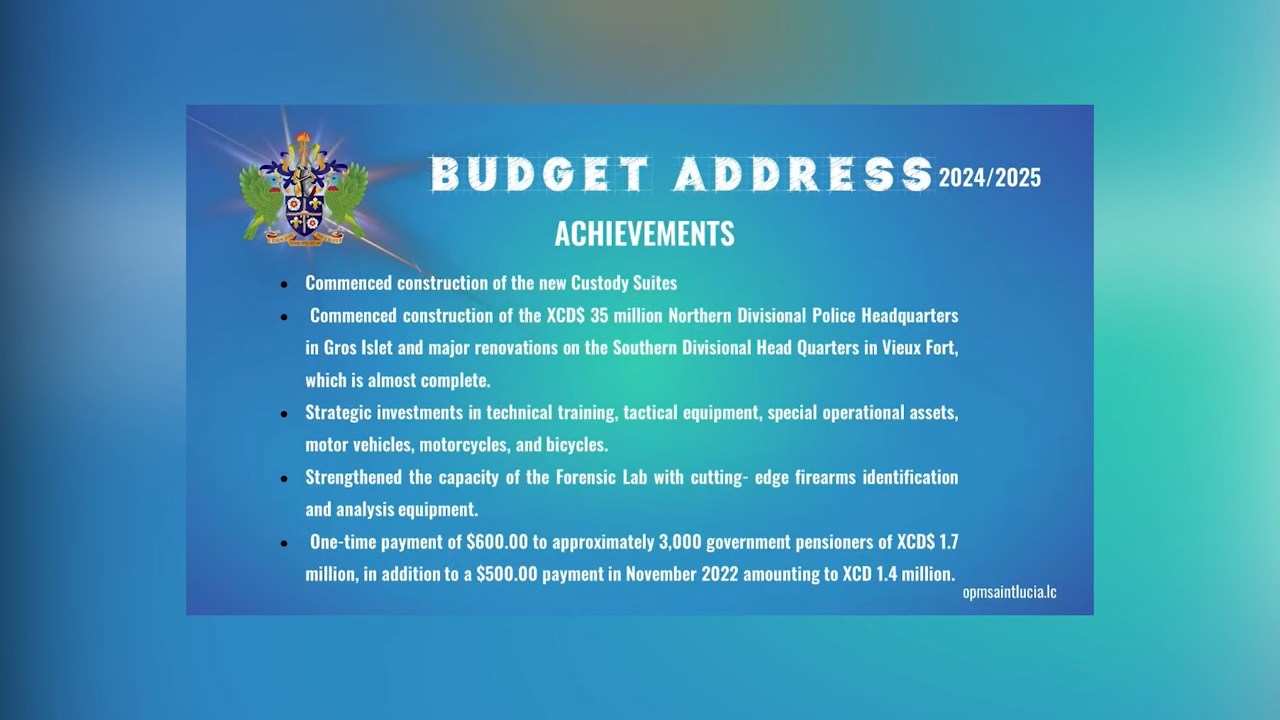 BUDGET ADDRESS 2024/2025
ACHIEVEMENTS
• Commenced construction of the new Custody Suites
• Commenced construction of the XCD$ 35 million Northern Divisional Police Headquarters
in Gros Islet and major renovations on the Southern Divisional Head Quarters in Vieux Fort,
which is almost complete.
• Strategic investments in technical training, tactical equipment, special operational assets,
motor vehicles, motorcycles, and bicycles.
• Strengthened the capacity of the Forensic Lab with cutting- edge firearms identification
and analysis equipment.
• One-time payment of $600.00 to approximately 3,000 government pensioners of XCD$ 1.7
million, in addition to a $500.00 payment in November 2022 amounting to XCD 1.4 million.
opmsaintlucia.lc